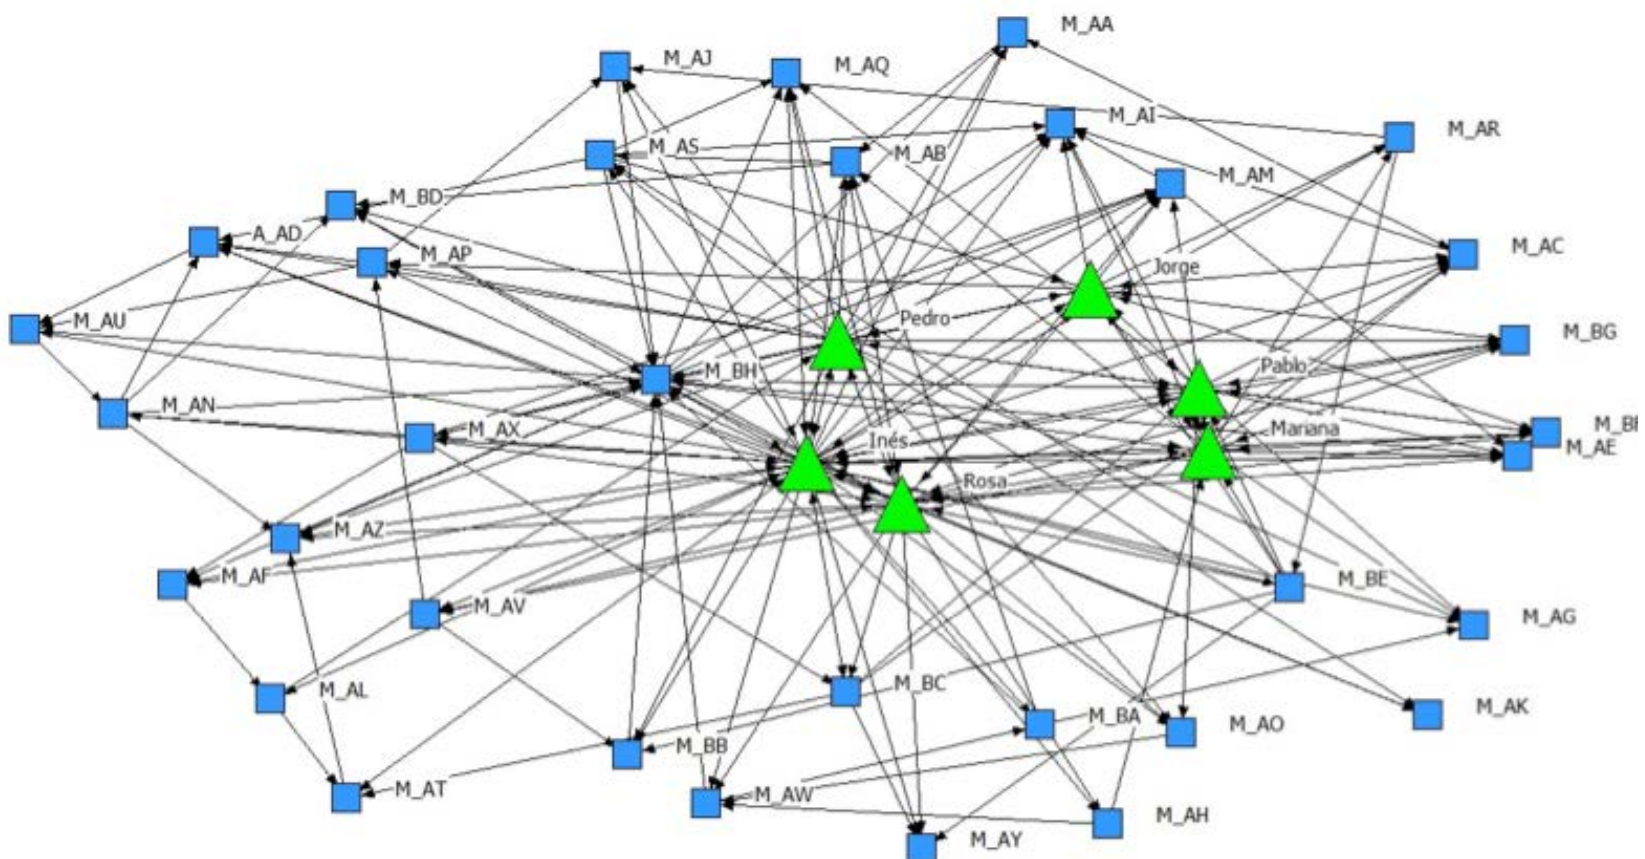 M_AA
M_AJ
M_AQ
M_AI
M_AR
M_AS
M_AB
M_AM
M_BD
A_AD
M_AP
M_AC
Jorge
M_AU
Pedro
M_BG
M_BH
Pablo
M_AN
M_AX
Inés
Mariana
M_AE
Rosa
M_AZ
M_AF
M_AV
M_BE
M_AG
M_AL
M_BC
M_AK
M_BA
M_AO
M_BB
M_AT
M_AW
M_AH
M_AY